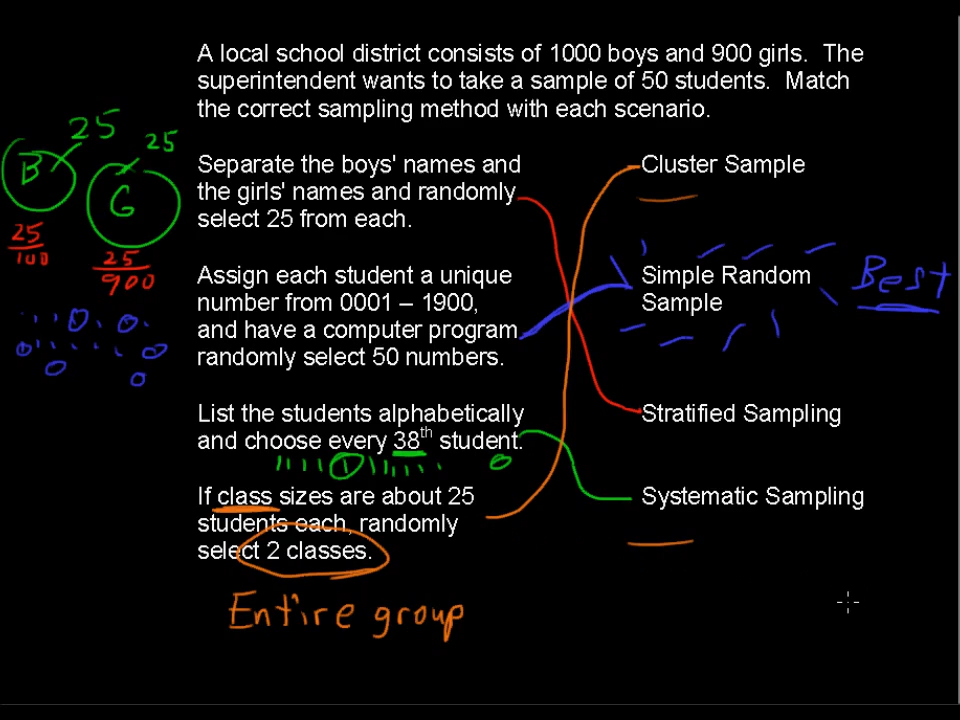 A local school district consists of 1000 boys and 900 girls. The
superintendent wants to take a sample of 50 students. Match
the correct sampling method with each scenario.
25
25
B
G
25
100
25
900
Separate the boys' names and
the girls' names and randomly
select 25 from each.
Assign each student a unique
number from 0001 – 1900,
and have a computer program
randomly select 50 numbers.
List the students alphabetically
and choose every 38th student.
If class sizes are about 25
students each, randomly
select 2 classes.
Entire group
Cluster Sample
Simple Random
Sample
Best
Stratified Sampling
Systematic Sampling